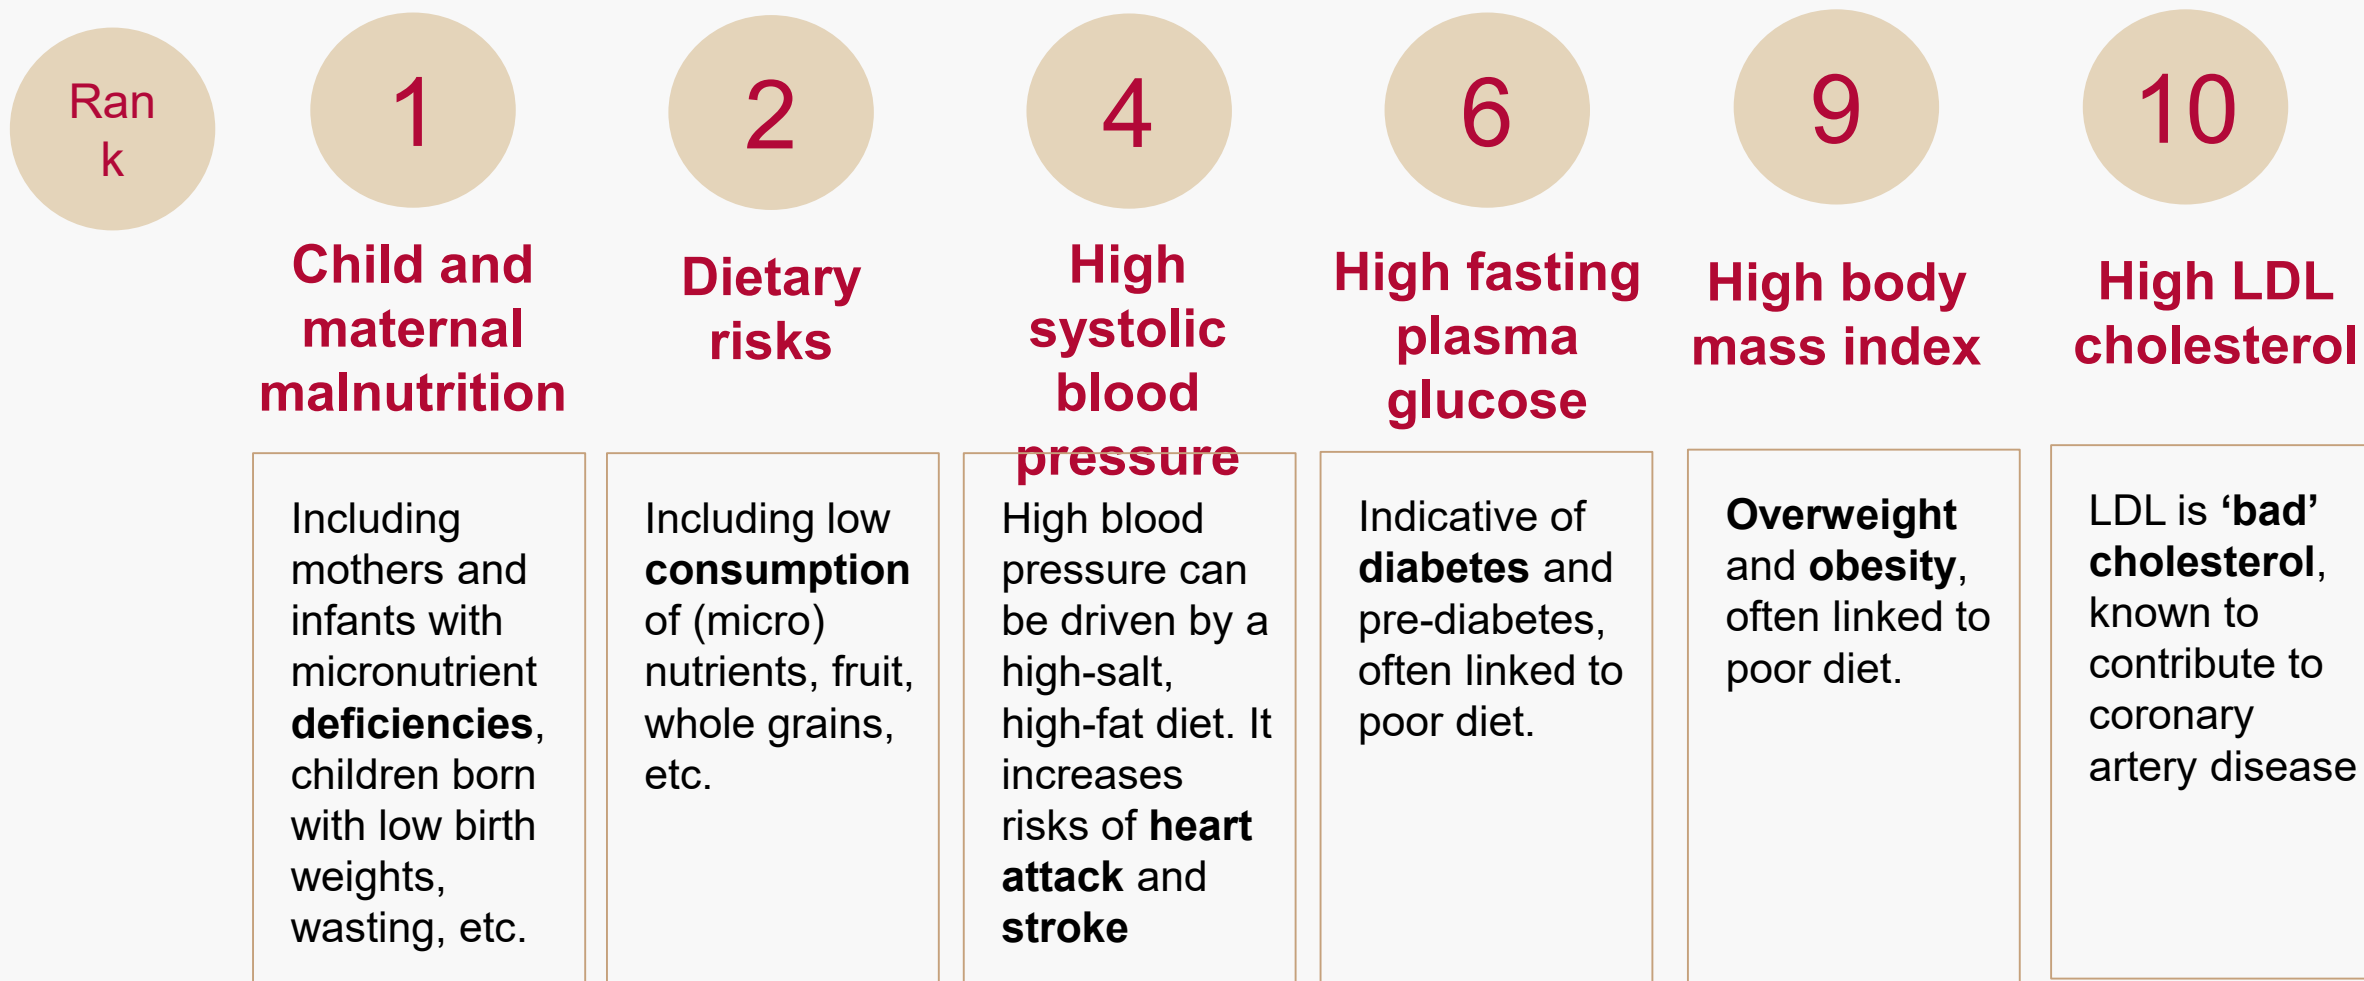 Ran
k
1
2
4
6
9
10
Child and
maternal
malnutrition
Dietary
risks
High
systolic
blood
pressure
High fasting
plasma
glucose
High body
mass index
High LDL
cholesterol
Including
mothers and
infants with
micronutrient
deficiencies,
children born
with low birth
weights,
wasting, etc.
Including low
consumption
of (micro)
nutrients, fruit,
whole grains,
etc.
High blood
pressure can
be driven by a
high-salt,
high-fat diet. It
increases
risks of heart
attack and
stroke
Indicative of
diabetes and
pre-diabetes,
often linked to
poor diet.
Overweight
and obesity,
often linked to
poor diet.
LDL is ‘bad’
cholesterol,
known to
contribute to
coronary
artery disease